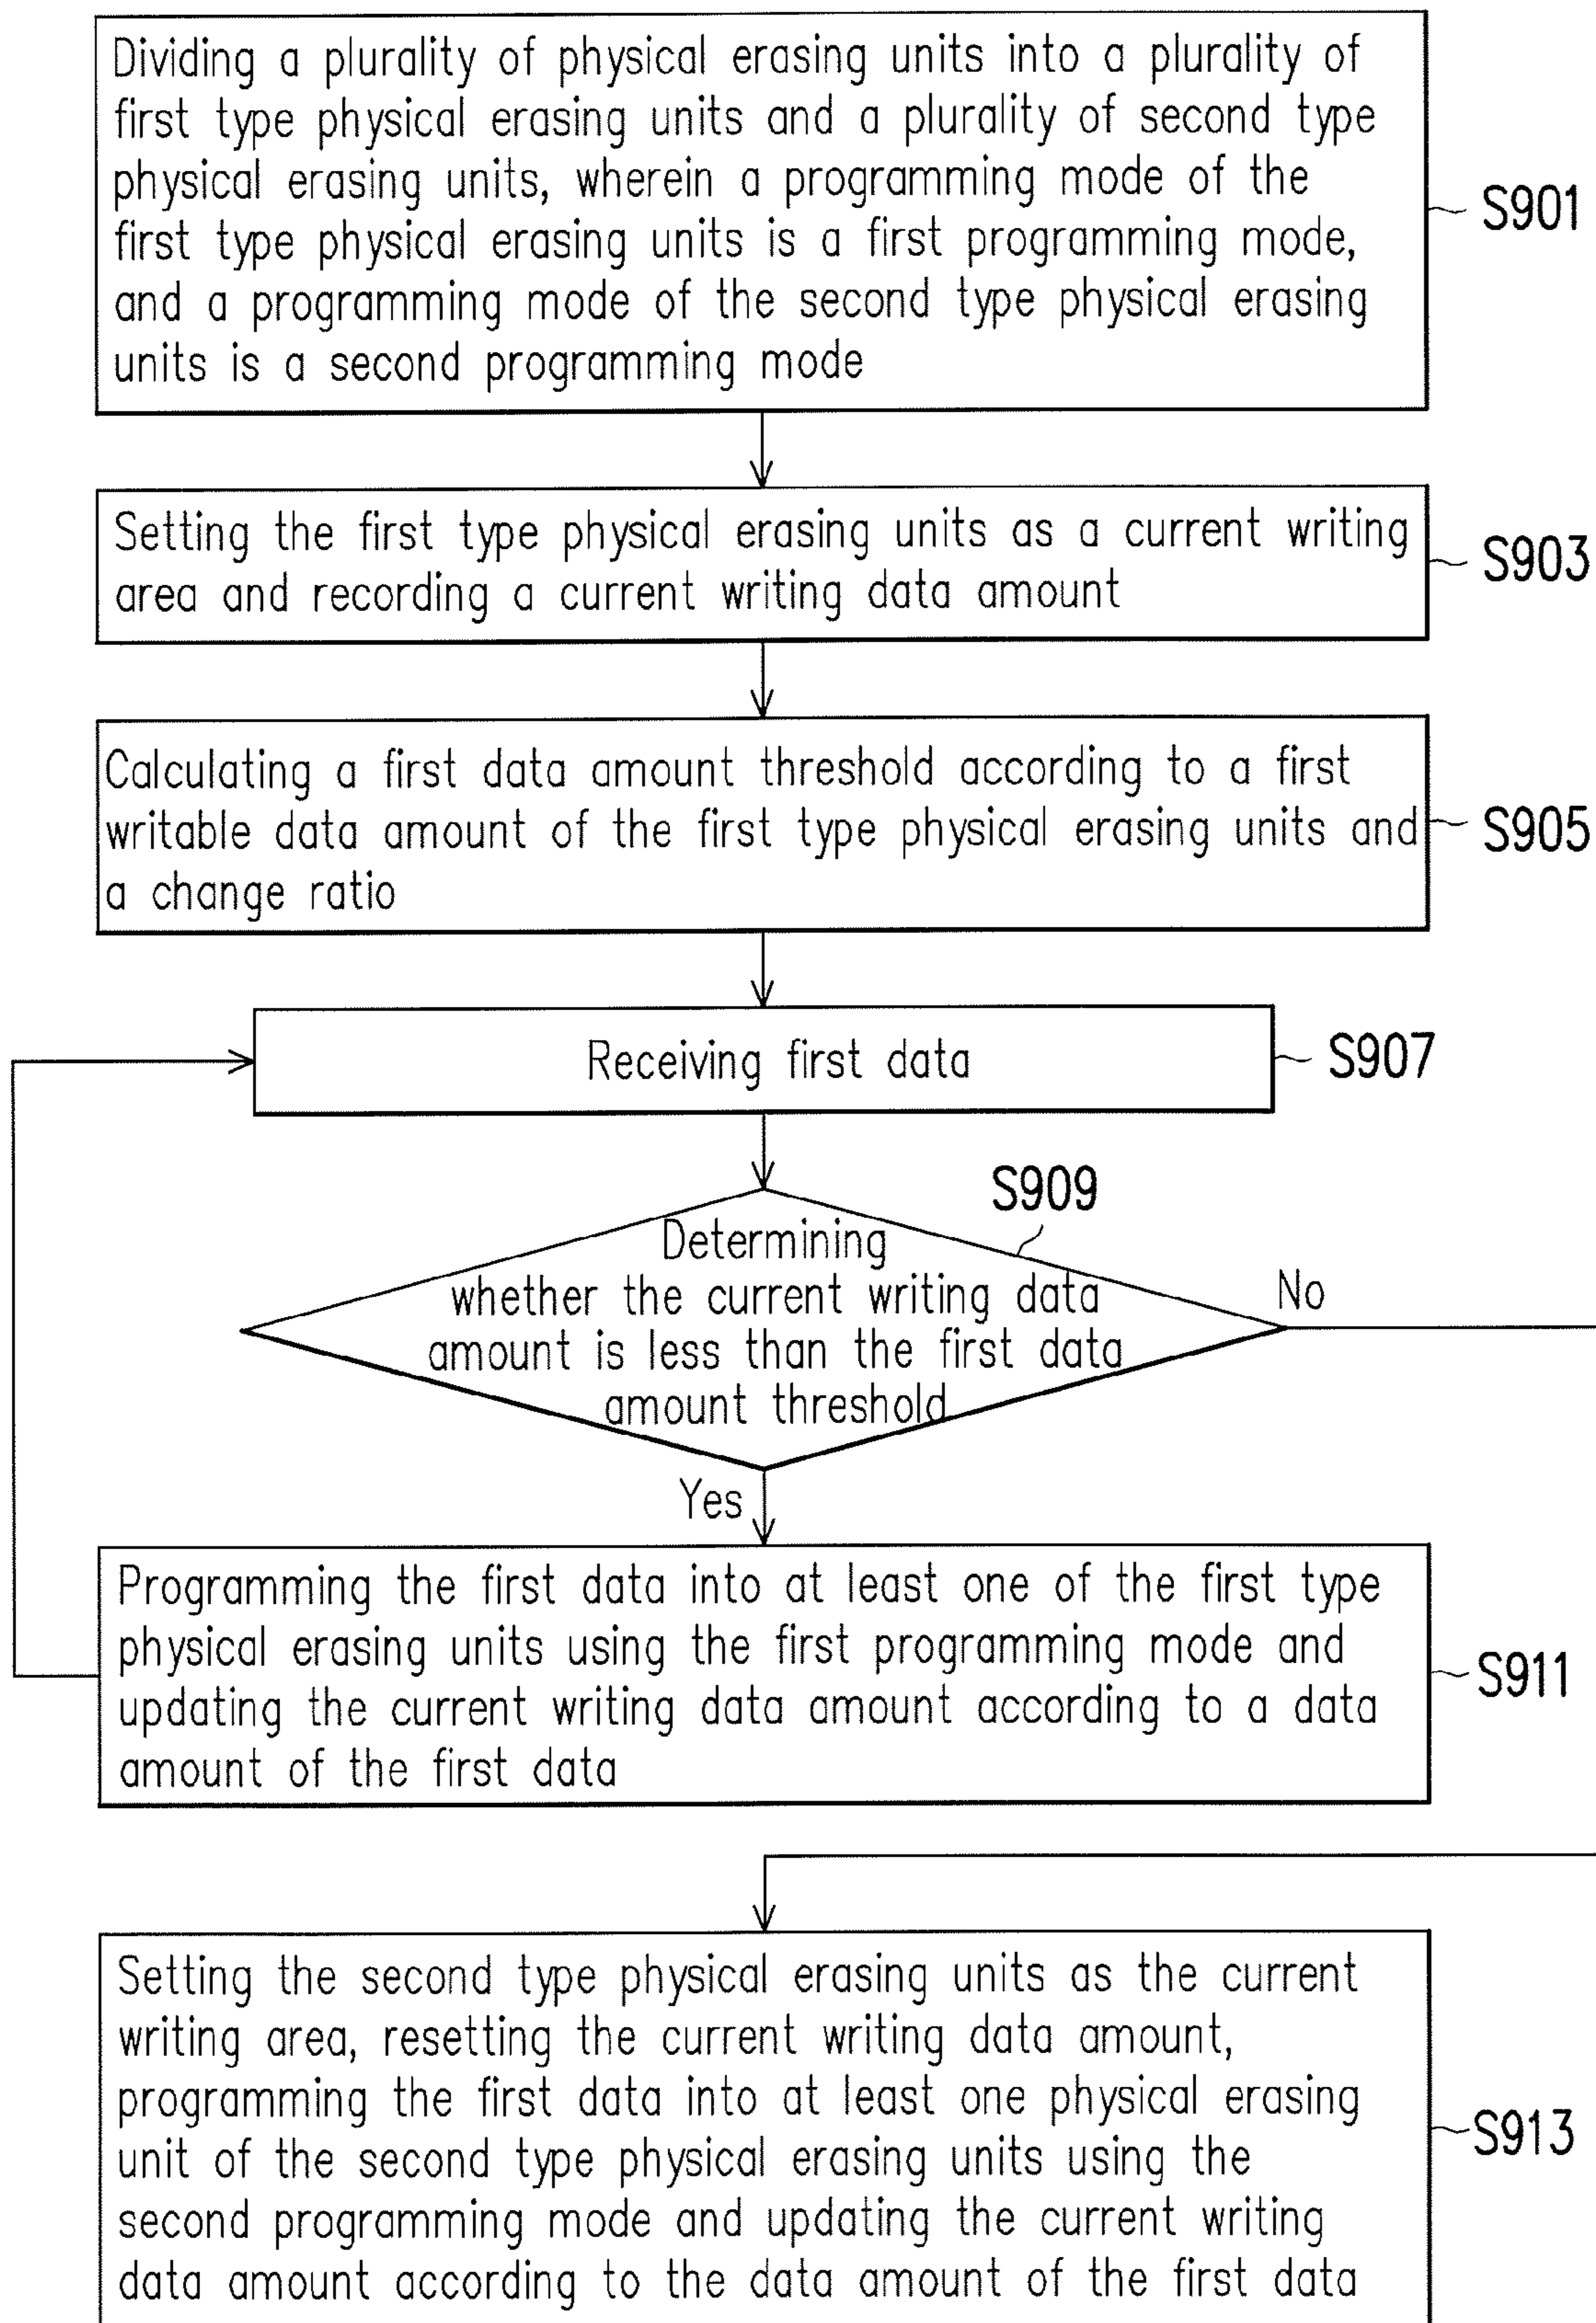 Dividing a plurality of physical erasing units into a plurality of
first type physical erasing units and a plurality of second type
physical erasing units, wherein a programming mode of the
first type physical erasing units is a first programming mode,
and a programming mode of the second type physical erasing
units is a second programming mode
S901
Setting the first type physical erasing units as a current writing
area and recording a current writing data amount
S903
Calculating a first data amount threshold according to a first
writable data amount of the first type physical erasing units and
a change ratio
S905
Receiving first data
S907
S909
Determining
whether the current writing data
amount is less than the first data
amount threshold
No
Yes
Programming the first data into at least one of the first type
physical erasing units using the first programming mode and
updating the current writing data amount according to a data
amount of the first data
S911
Setting the second type physical erasing units as the current
writing area, resetting the current writing data amount,
programming the first data into at least one physical erasing
unit of the second type physical erasing units using the
second programming mode and updating the current writing
data amount according to the data amount of the first data
S913